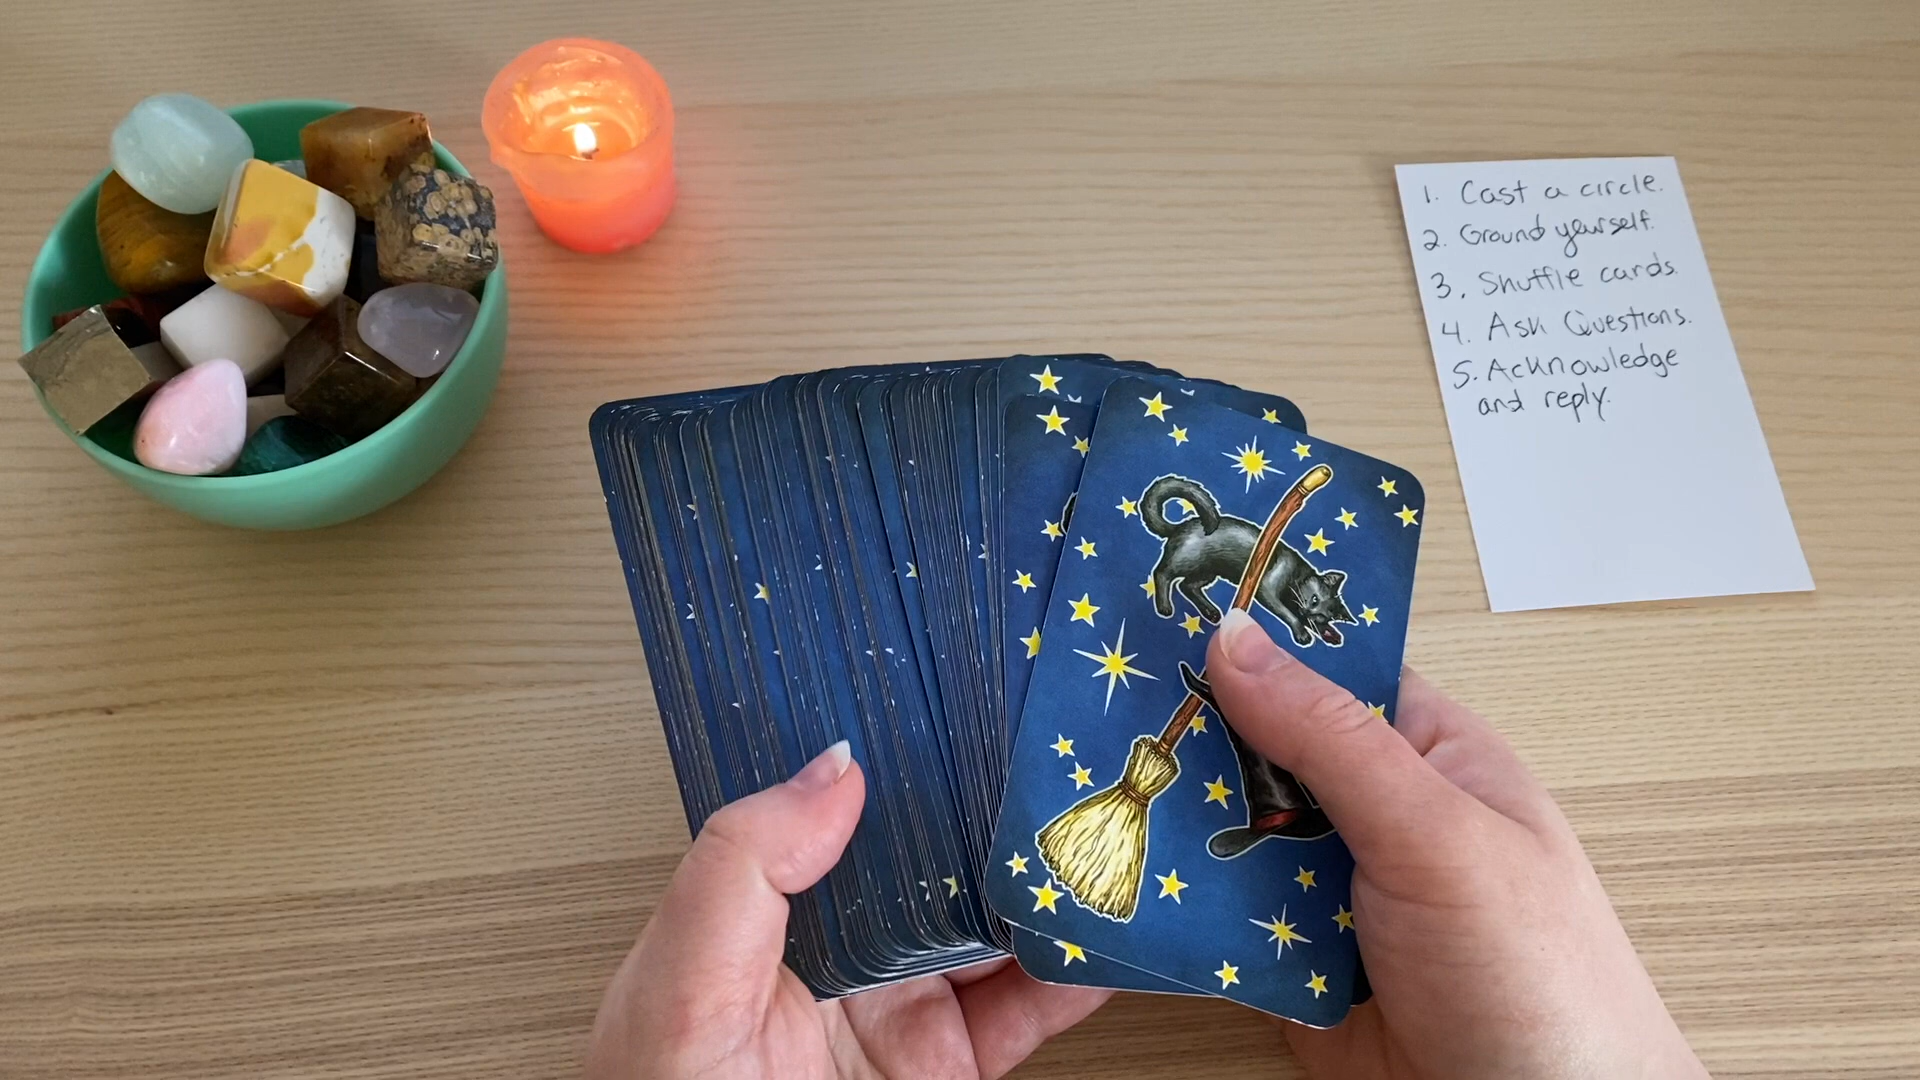 1. Cast a circle.
2. Ground yourself.
3. Shuffle cards.
4. Ask Questions.
5. Acknowledge
and reply.